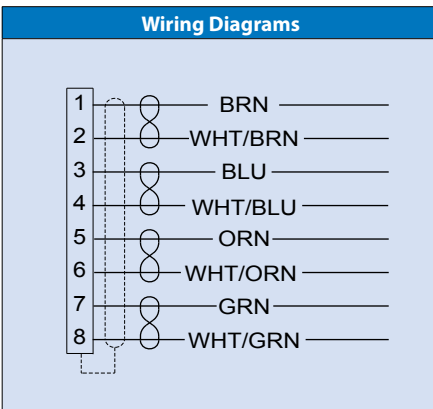 Wiring Diagrams
1 BRN
2 WHT/BRN
3 BLU
4 WHT/BLU
5 ORN
6 WHT/ORN
7 GRN
8 WHT/GRN